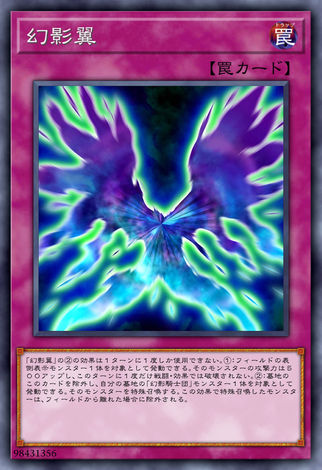 幻影翼
トラップ
罠
【罠カード】
「幻影翼」の②の効果は１ターンに１度しか使用できない。①：フィールドの表
側表示モンスター１体を対象として発動できる。そのモンスターの攻撃力は５
００アップし、このターンに１度だけ戦闘・効果では破壊されない。②：墓地の
このカードを除外し、自分の墓地の「幻影騎士団」モンスター１体を対象として
発動できる。そのモンスターを特殊召喚する。この効果で特殊召喚したモンスタ
ーは、フィールドから離れた場合に除外される。
98431356